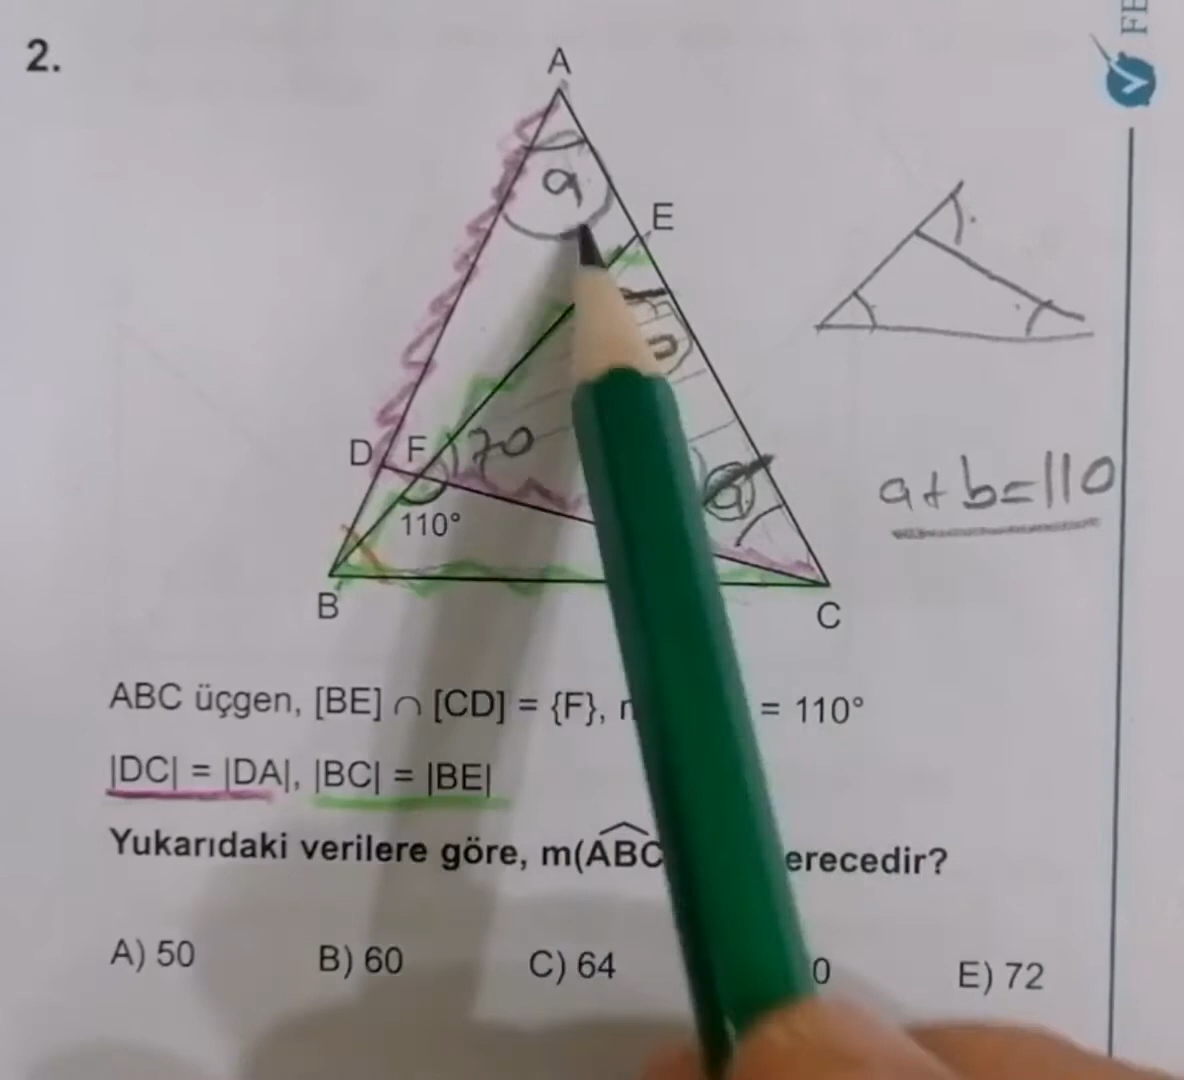 2.
FE
A
a
E
D
F
70
110°
a
a + b = 110
B
C
ABC üçgen, [BE] ∩ [CD] = {F}, = 110°
|DC| = |DA|, |BC| = |BE|
Yukarıdaki verilere göre, m(ABC erecedir?
A) 50
B) 60
C) 64
0
E) 72